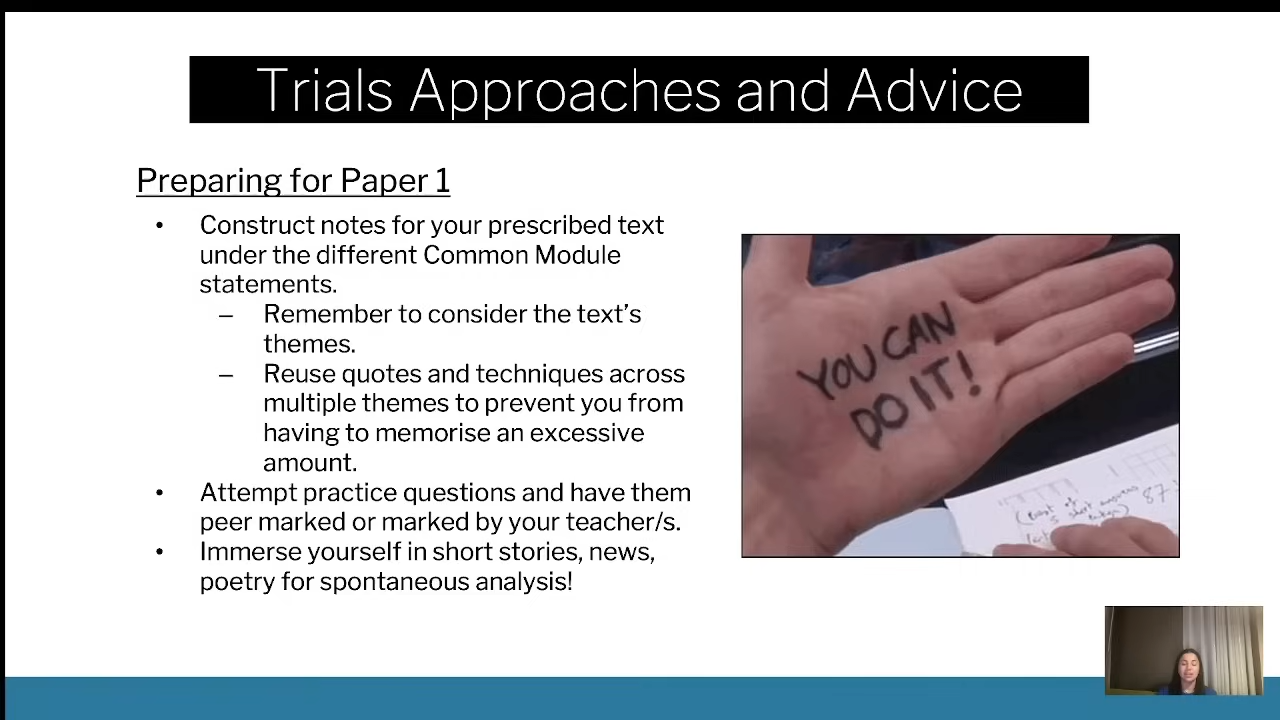 Trials Approaches and Advice
Preparing for Paper 1
• Construct notes for your prescribed text
under the different Common Module
statements.
– Remember to consider the text's
themes.
– Reuse quotes and techniques across
multiple themes to prevent you from
having to memorise an excessive
amount.
• Attempt practice questions and have them
peer marked or marked by your teacher/s.
• Immerse yourself in short stories, news,
poetry for spontaneous analysis!
YOU CAN
DO IT!